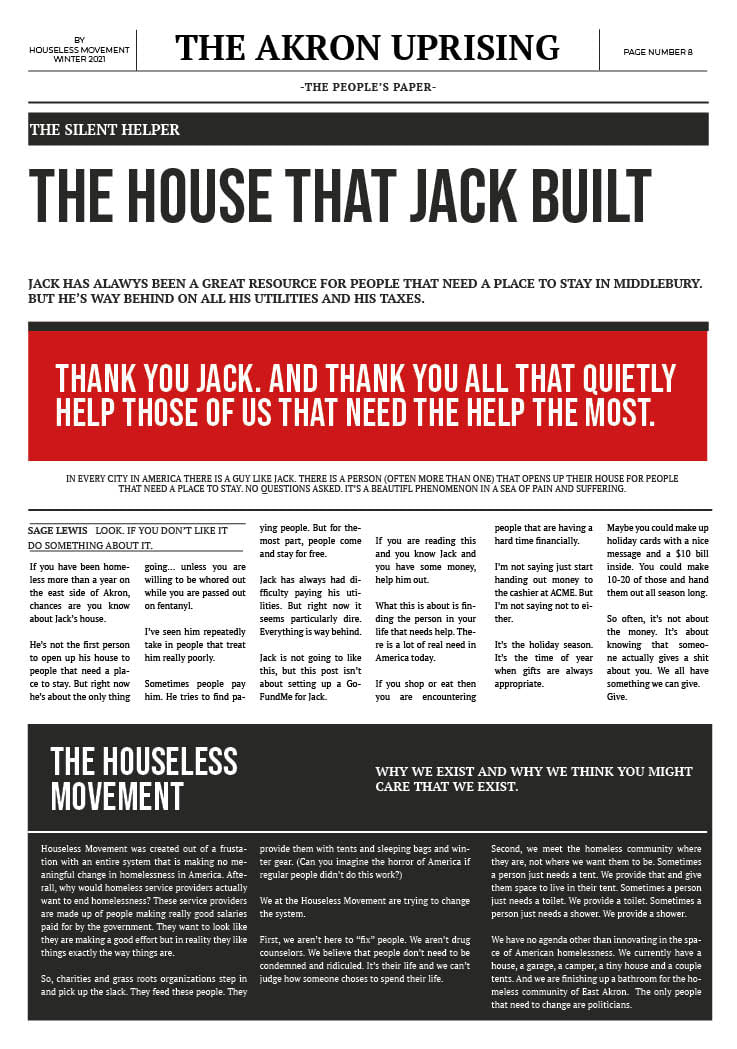 BY
HOUSELESS MOVEMENT
WINTER 2021
THE AKRON UPRISING
PAGE NUMBER 8
-THE PEOPLE'S PAPER-
THE SILENT HELPER
THE HOUSE THAT JACK BUILT
JACK HAS ALAWYS BEEN A GREAT RESOURCE FOR PEOPLE THAT NEED A PLACE TO STAY IN MIDDLEBURY.
BUT HE'S WAY BEHIND ON ALL HIS UTILITIES AND HIS TAXES.
THANK YOU JACK. AND THANK YOU ALL THAT QUIETLY
HELP THOSE OF US THAT NEED THE HELP THE MOST.
IN EVERY CITY IN AMERICA THERE IS A GUY LIKE JACK. THERE IS A PERSON (OFTEN MORE THAN ONE) THAT OPENS UP THEIR HOUSE FOR PEOPLE
THAT NEED A PLACE TO STAY. NO QUESTIONS ASKED. IT'S A BEAUTIFL PHENOMENON IN A SEA OF PAIN AND SUFFERING.
SAGE LEWIS LOOK. IF YOU DON'T LIKE IT
DO SOMETHING ABOUT IT.
If you have been home-
less more than a year on
the east side of Akron,
chances are you know
about Jack's house.
He's not the first person
to open up his house to
people that need a pla-
ce to stay. But right now
he's about the only thing
going... unless you are
willing to be whored out
while you are passed out
on fentanyl.
I've seen him repeatedly
take in people that treat
him really poorly.
Sometimes people pay
him. He tries to find pa-
ying people. But for the-
most part, people come
and stay for free.
Jack has always had di-
fficulty paying his uti-
lities. But right now it
seems particularly dire.
Everything is way behind.
Jack is not going to like
this, but this post isn't
about setting up a Go-
FundMe for Jack.
If you are reading this
and you know Jack and
you have some money,
help him out.
What this is about is fin-
ding the person in your
life that needs help. The-
re is a lot of real need in
America today.
If you shop or eat then
you are encountering
people that are having a
hard time financially.
I'm not saying just start
handing out money to
the cashier at ACME. But
I'm not saying not to ei-
ther.
It's the holiday season.
It's the time of year
when gifts are always
appropriate.
Maybe you could make up
holiday cards with a nice
message and a $10 bill
inside. You could make
10-20 of those and hand
them out all season long.
So often, it's not about
the money. It's about
knowing that someo-
ne actually gives a shit
about you. We all have
something we can give.
Give.
THE HOUSELESS
MOVEMENT
WHY WE EXIST AND WHY WE THINK YOU MIGHT
CARE THAT WE EXIST.
Houseless Movement was created out of a frusta-
tion with an entire system that is making no me-
aningful change in homelessness in America. Afte-
rall, why would homeless service providers actually
want to end homelessness? These service providers
are made up of people making really good salaries
paid for by the government. They want to look like
they are making a good effort but in reality they like
things exactly the way things are.
So, charities and grass roots organizations step in
and pick up the slack. They feed these people. They
provide them with tents and sleeping bags and win-
ter gear. (Can you imagine the horror of America if
regular people didn't do this work?)
We at the Houseless Movement are trying to change
the system.
First, we aren't here to "fix" people. We aren't drug
counselors. We believe that people don't need to be
condemned and ridiculed. It's their life and we can't
judge how someone choses to spend their life.
Second, we meet the homeless community where
they are, not where we want them to be. Sometimes
a person just needs a tent. We provide that and give
them space to live in their tent. Sometimes a person
just needs a toilet. We provide a toilet. Sometimes a
person just needs a shower. We provide a shower.
We have no agenda other than innovating in the spa-
ce of American homelessness. We currently have a
house, a garage, a camper, a tiny house and a couple
tents. And we are finishing up a bathroom for the ho-
meless community of East Akron. The only people
that need to change are politicians.